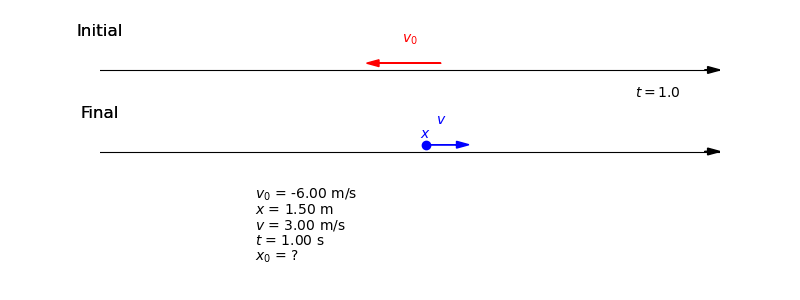 Initial
v₀
t = 1.0
Final
v
x
v₀ = -6.00 m/s
x = 1.50 m
v = 3.00 m/s
t = 1.00 s
x₀ = ?